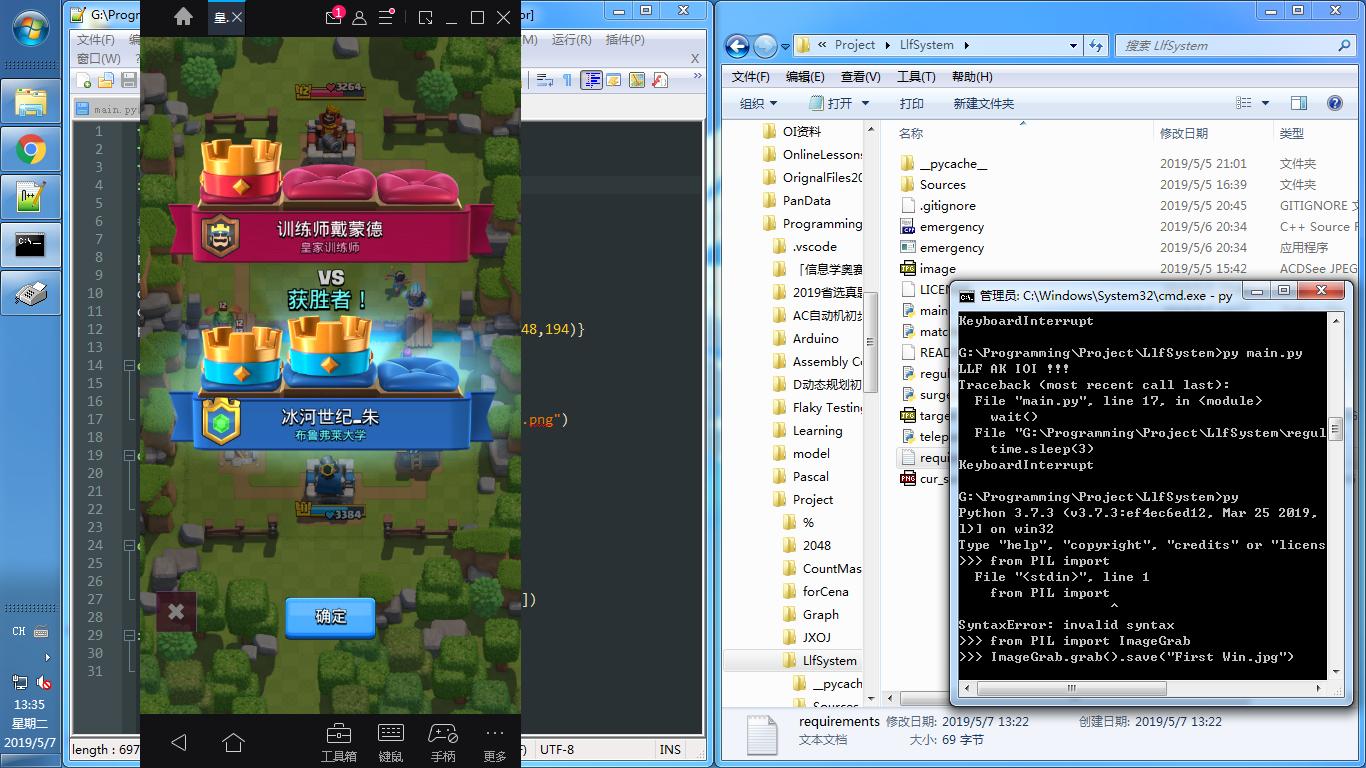 CH
13:35
星期二
2019/5/7
G:\Progr
文件(F)
窗口(W)
M)
运行(R)
插件(P)
X
main.py
1
2
3
4
5
6
7
8
9
10
11
12
13
14
15
16
17
18
19
20
21
22
23
24
25
26
27
28
29
30
31
48,194)}
.png")
])
length : 697
UTF-8
INS
皇.
1
3264
训练师戴蒙德
皇家训练师
VS
获胜者！
冰河世纪_朱
布鲁弗莱大学
3384
确定
工具箱
键鼠
手柄
更多
« Project LlfSystem
搜索 LlfSystem
文件(F) 编辑(E) 查看(V) 工具(T) 帮助(H)
组织 打开 打印 新建文件夹
OI资料
OnlineLessons
OrignalFiles20
PanData
Programming
.vscode
[信息学奥赛
2019省选真题
AC自动机初步
Arduino
Assembly Co
D动态规划初
Flaky Testing
Learning
model
Pascal
Project
%
2048
CountMas
forCena
Graph
JXOJ
LlfSystem
__pycach
Sources
名称 修改日期 类型
__pycache__ 2019/5/5 21:01 文件夹
Sources 2019/5/5 16:39 文件夹
.gitignore 2019/5/5 20:45 GITIGNORE 文
emergency 2019/5/6 20:34 C++ Source F
emergency 2019/5/6 20:34 应用程序
image 2019/5/5 15:42 ACDSee JPEG
LICEN
main
matc
READ
regul
surge
targe
telep
requi
cur_s
管理员: C:\Windows\System32\cmd.exe - py
KeyboardInterrupt
G:\Programming\Project\LlfSystem>py main.py
LLF AK IOI !!!
Traceback (most recent call last):
File "main.py", line 17, in <module>
wait()
File "G:\Programming\Project\LlfSystem\regul
time.sleep(3)
KeyboardInterrupt
G:\Programming\Project\LlfSystem>py
Python 3.7.3 (v3.7.3:ef4ec6ed12, Mar 25 2019,
l)] on win32
Type "help", "copyright", "credits" or "licens
>>> from PIL import
File "<stdin>", line 1
from PIL import
^
SyntaxError: invalid syntax
>>> from PIL import ImageGrab
>>> ImageGrab.grab().save("First Win.jpg")
requirements 修改日期: 2019/5/7 13:22 创建日期: 2019/5/7 13:22
文本文档 大小: 69 字节